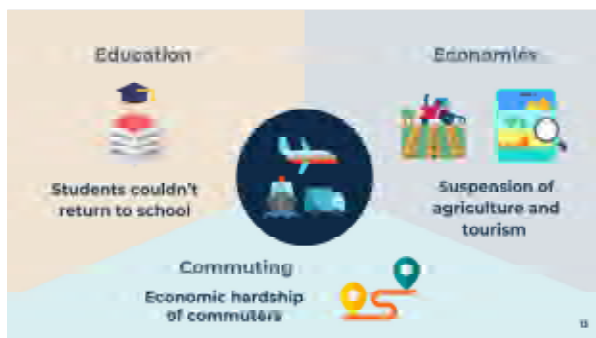 Education
Economies
Students couldn't
return to school
Suspension of
agriculture and
tourism
Commuting
Economic hardship
of commuters